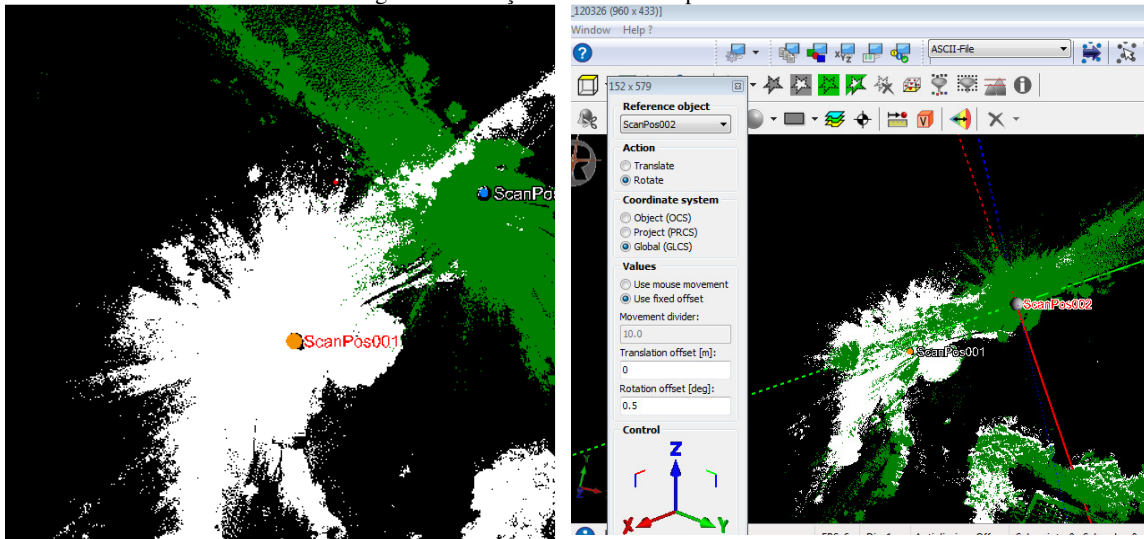 ScanPos001
_120326 (960 x 433)]
Window Help ?
ASCII-File
152 x 579
Reference object
ScanPos002
Action
Translate
Rotate
Coordinate system
Object (OCS)
Project (PRCS)
Global (GLCS)
Values
Use mouse movement
Use fixed offset
Movement divider:
10.0
Translation offset [m]:
0
Rotation offset [deg]:
0.5
Control
Z
X
Y
ScanPos002
ScanPos001